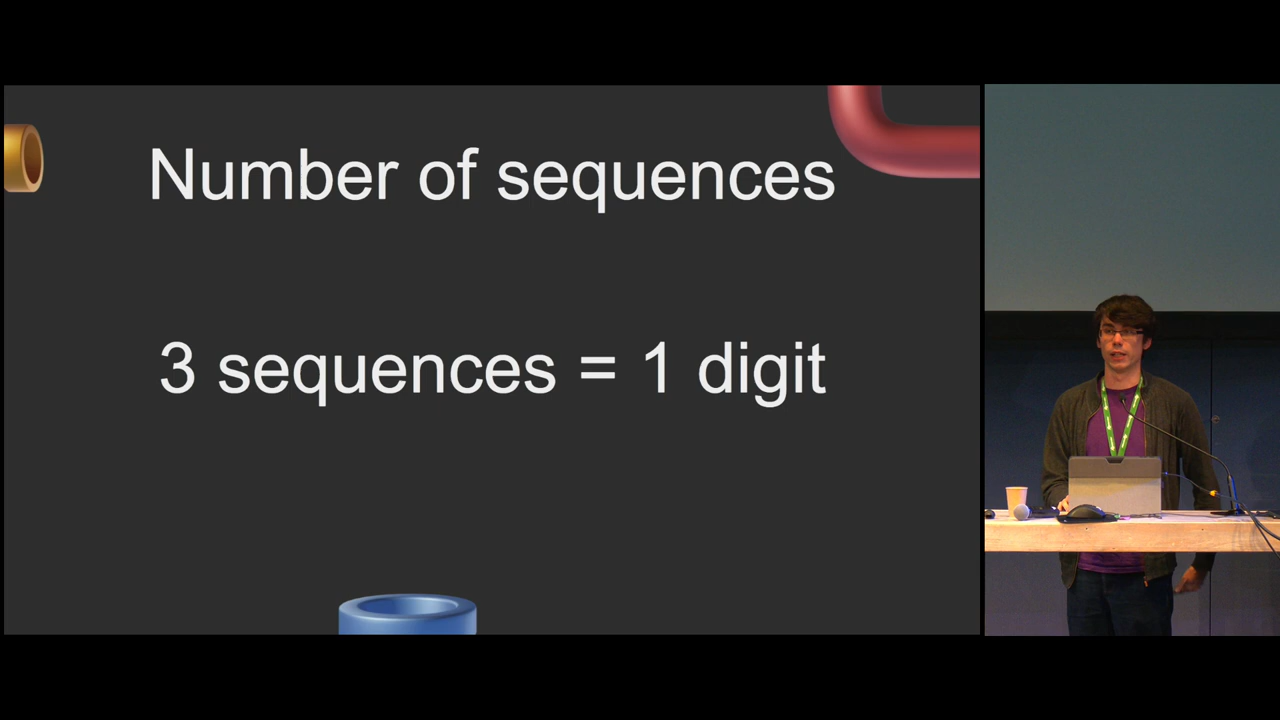 Number of sequences
3 sequences = 1 digit